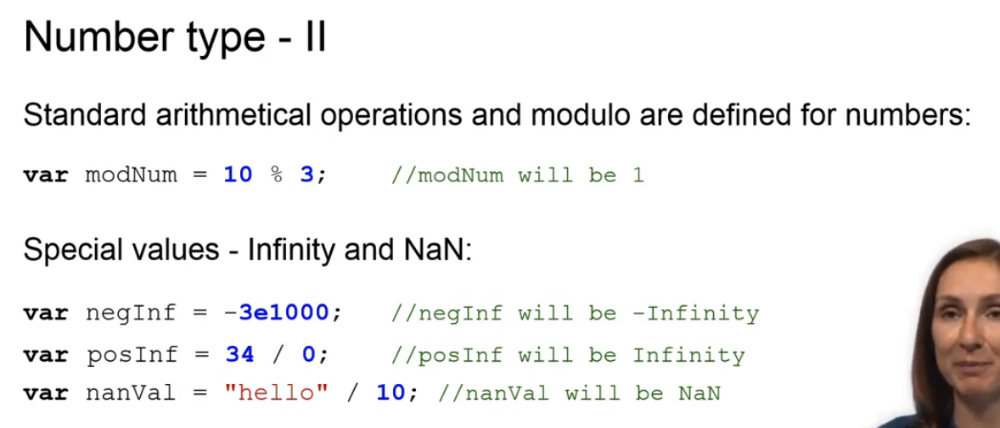 Number type - II
Standard arithmetical operations and modulo are defined for numbers:
var modNum = 10 % 3; //modNum will be 1
Special values - Infinity and NaN:
var negInf = -3e1000; //negInf will be -Infinity
var posInf = 34 / 0; //posInf will be Infinity
var nanVal = "hello" / 10; //nanVal will be NaN